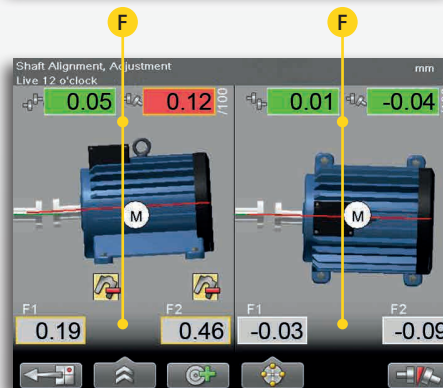 F F
Shaft Alignment, Adjustment mm
Live 12 o'clock
0.05 0.12 /100 0.01 -0.04
M M
F1 F2 F1 F2
0.19 0.46 -0.03 -0.09